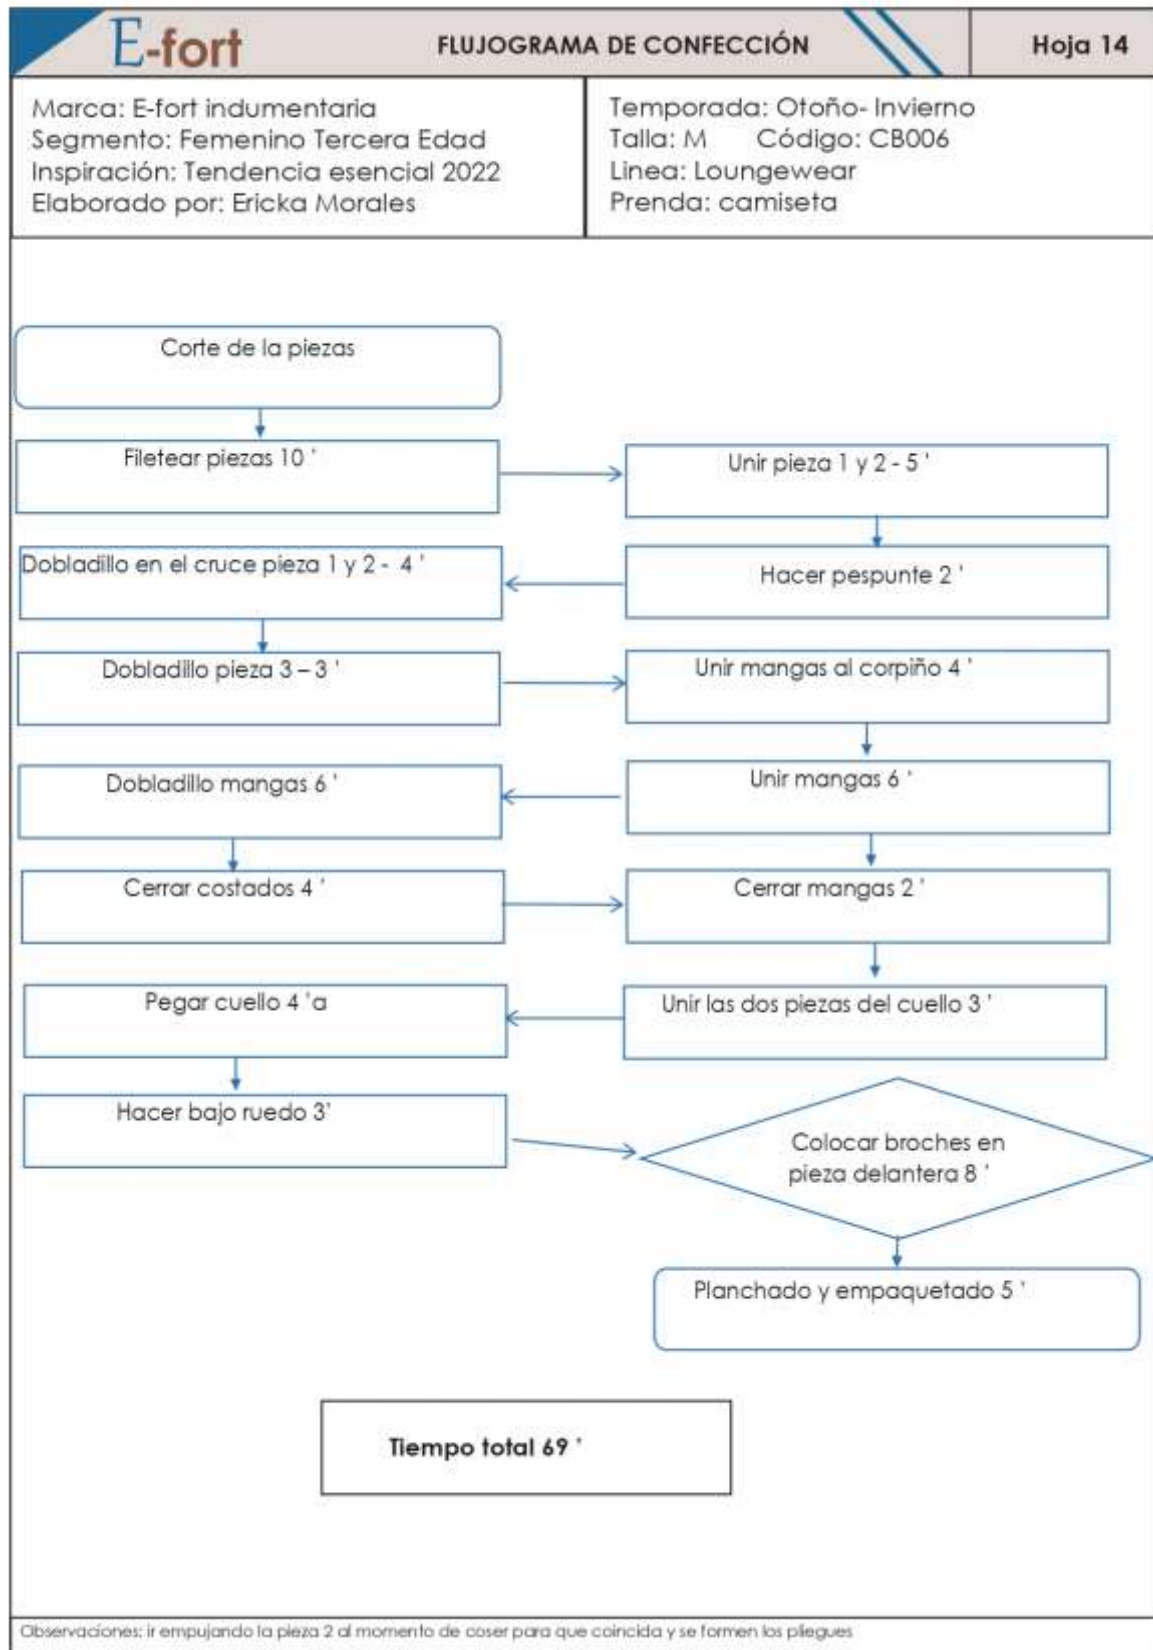 E-fort
FLUJOGRAMA DE CONFECCIÓN
Hoja 14
Marca: E-fort indumentaria
Segmento: Femenino Tercera Edad
Inspiración: Tendencia esencial 2022
Elaborado por: Ericka Morales
Temporada: Otoño- Invierno
Talla: M Código: CB006
Linea: Loungewear
Prenda: camiseta
Corte de la piezas
Filetear piezas 10 '
Unir pieza 1 y 2 - 5 '
Hacer pespunte 2 '
Dobladillo en el cruce pieza 1 y 2 - 4 '
Dobladillo pieza 3 – 3 '
Unir mangas al corpiño 4 '
Unir mangas 6 '
Dobladillo mangas 6 '
Cerrar costados 4 '
Cerrar mangas 2 '
Unir las dos piezas del cuello 3 '
Pegar cuello 4 'a
Hacer bajo ruedo 3'
Colocar broches en
pieza delantera 8 '
Planchado y empaquetado 5 '
Tiempo total 69 '
Observaciones: ir empujando la pieza 2 al momento de coser para que coincida y se formen los pliegues